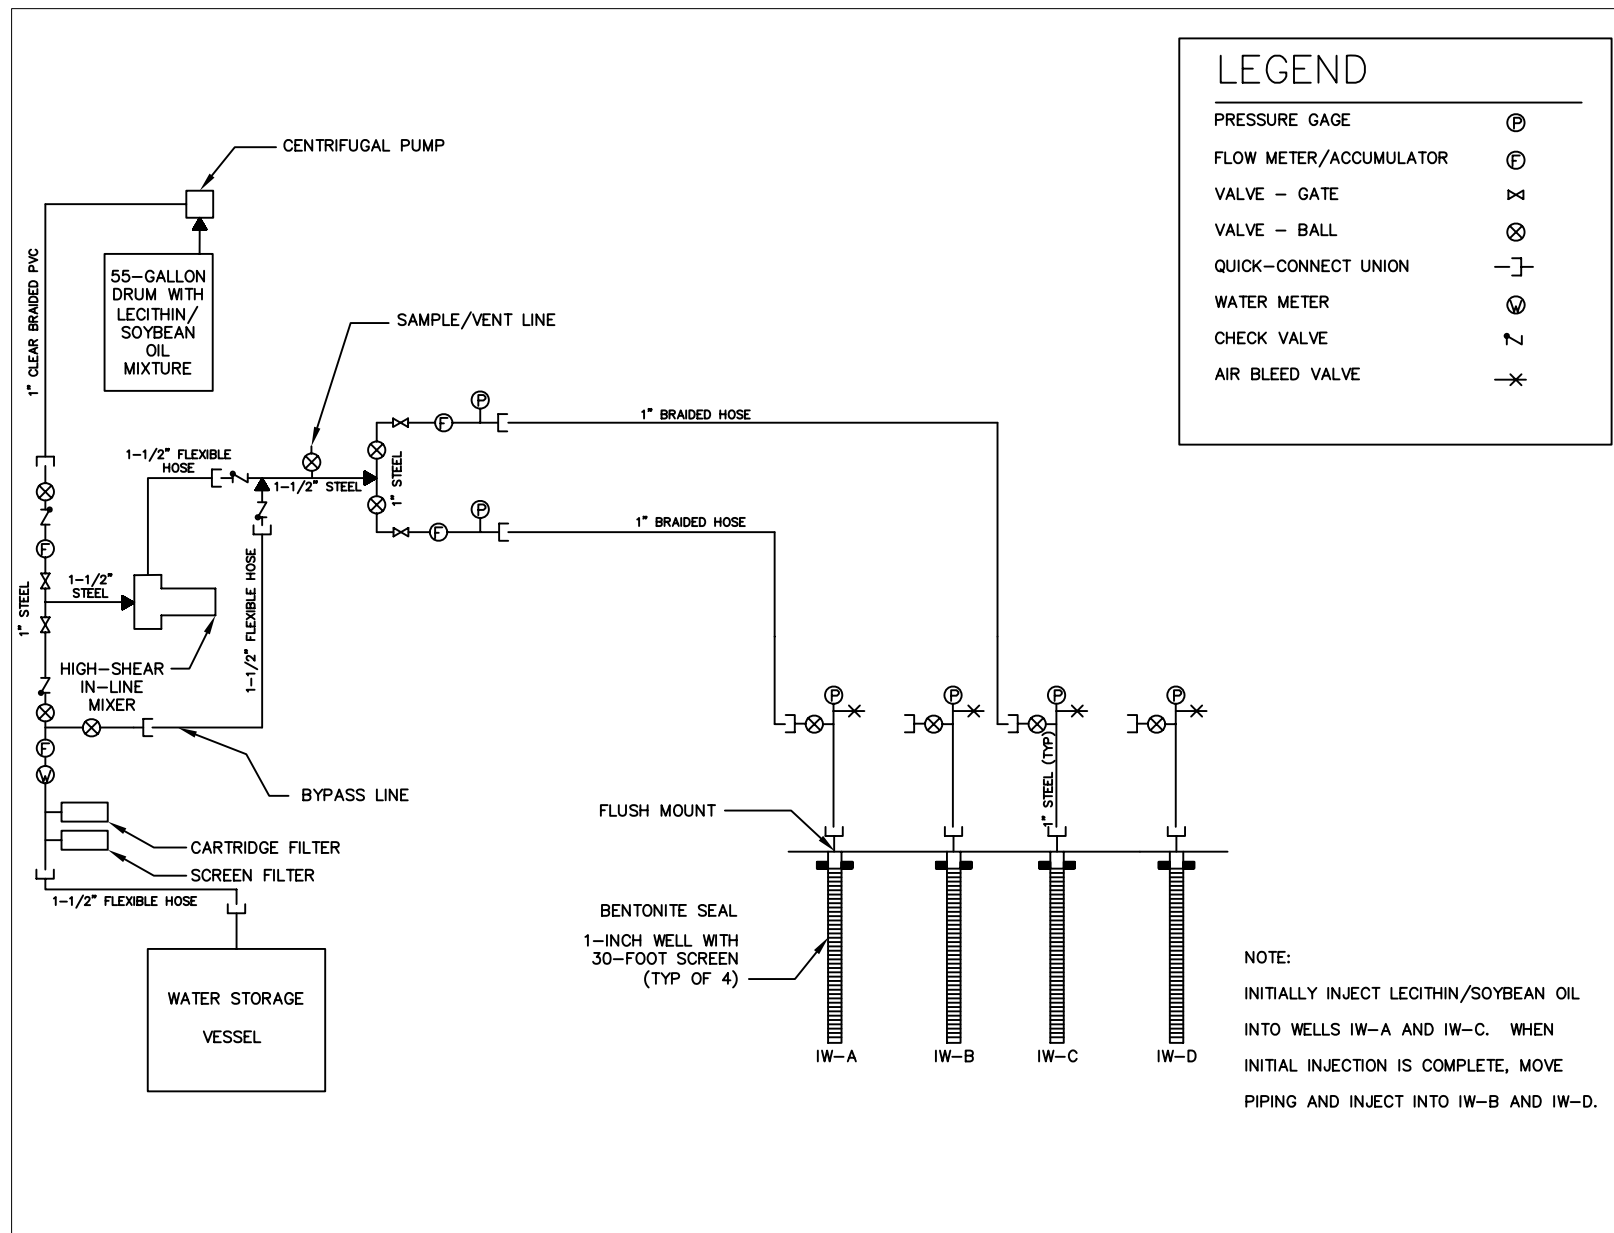 LEGEND
PRESSURE GAGE
P
FLOW METER/ACCUMULATOR
F
VALVE - GATE
VALVE - BALL
QUICK-CONNECT UNION
WATER METER
W
CHECK VALVE
AIR BLEED VALVE
CENTRIFUGAL PUMP
1" CLEAR BRAIDED PVC
55-GALLON
DRUM WITH
LECITHIN/
SOYBEAN
OIL
MIXTURE
SAMPLE/VENT LINE
P
F
1" BRAIDED HOSE
1-1/2" FLEXIBLE
HOSE
1-1/2" STEEL
1" STEEL
P
F
1" BRAIDED HOSE
F
1-1/2"
STEEL
1" STEEL
1-1/2" FLEXIBLE HOSE
HIGH-SHEAR
IN-LINE
MIXER
F
W
BYPASS LINE
CARTRIDGE FILTER
SCREEN FILTER
1-1/2" FLEXIBLE HOSE
WATER STORAGE
VESSEL
P
P
P
P
1" STEEL (TYP)
FLUSH MOUNT
BENTONITE SEAL
1-INCH WELL WITH
30-FOOT SCREEN
(TYP OF 4)
IW-A
IW-B
IW-C
IW-D
NOTE:
INITIALLY INJECT LECITHIN/SOYBEAN OIL
INTO WELLS IW-A AND IW-C. WHEN
INITIAL INJECTION IS COMPLETE, MOVE
PIPING AND INJECT INTO IW-B AND IW-D.